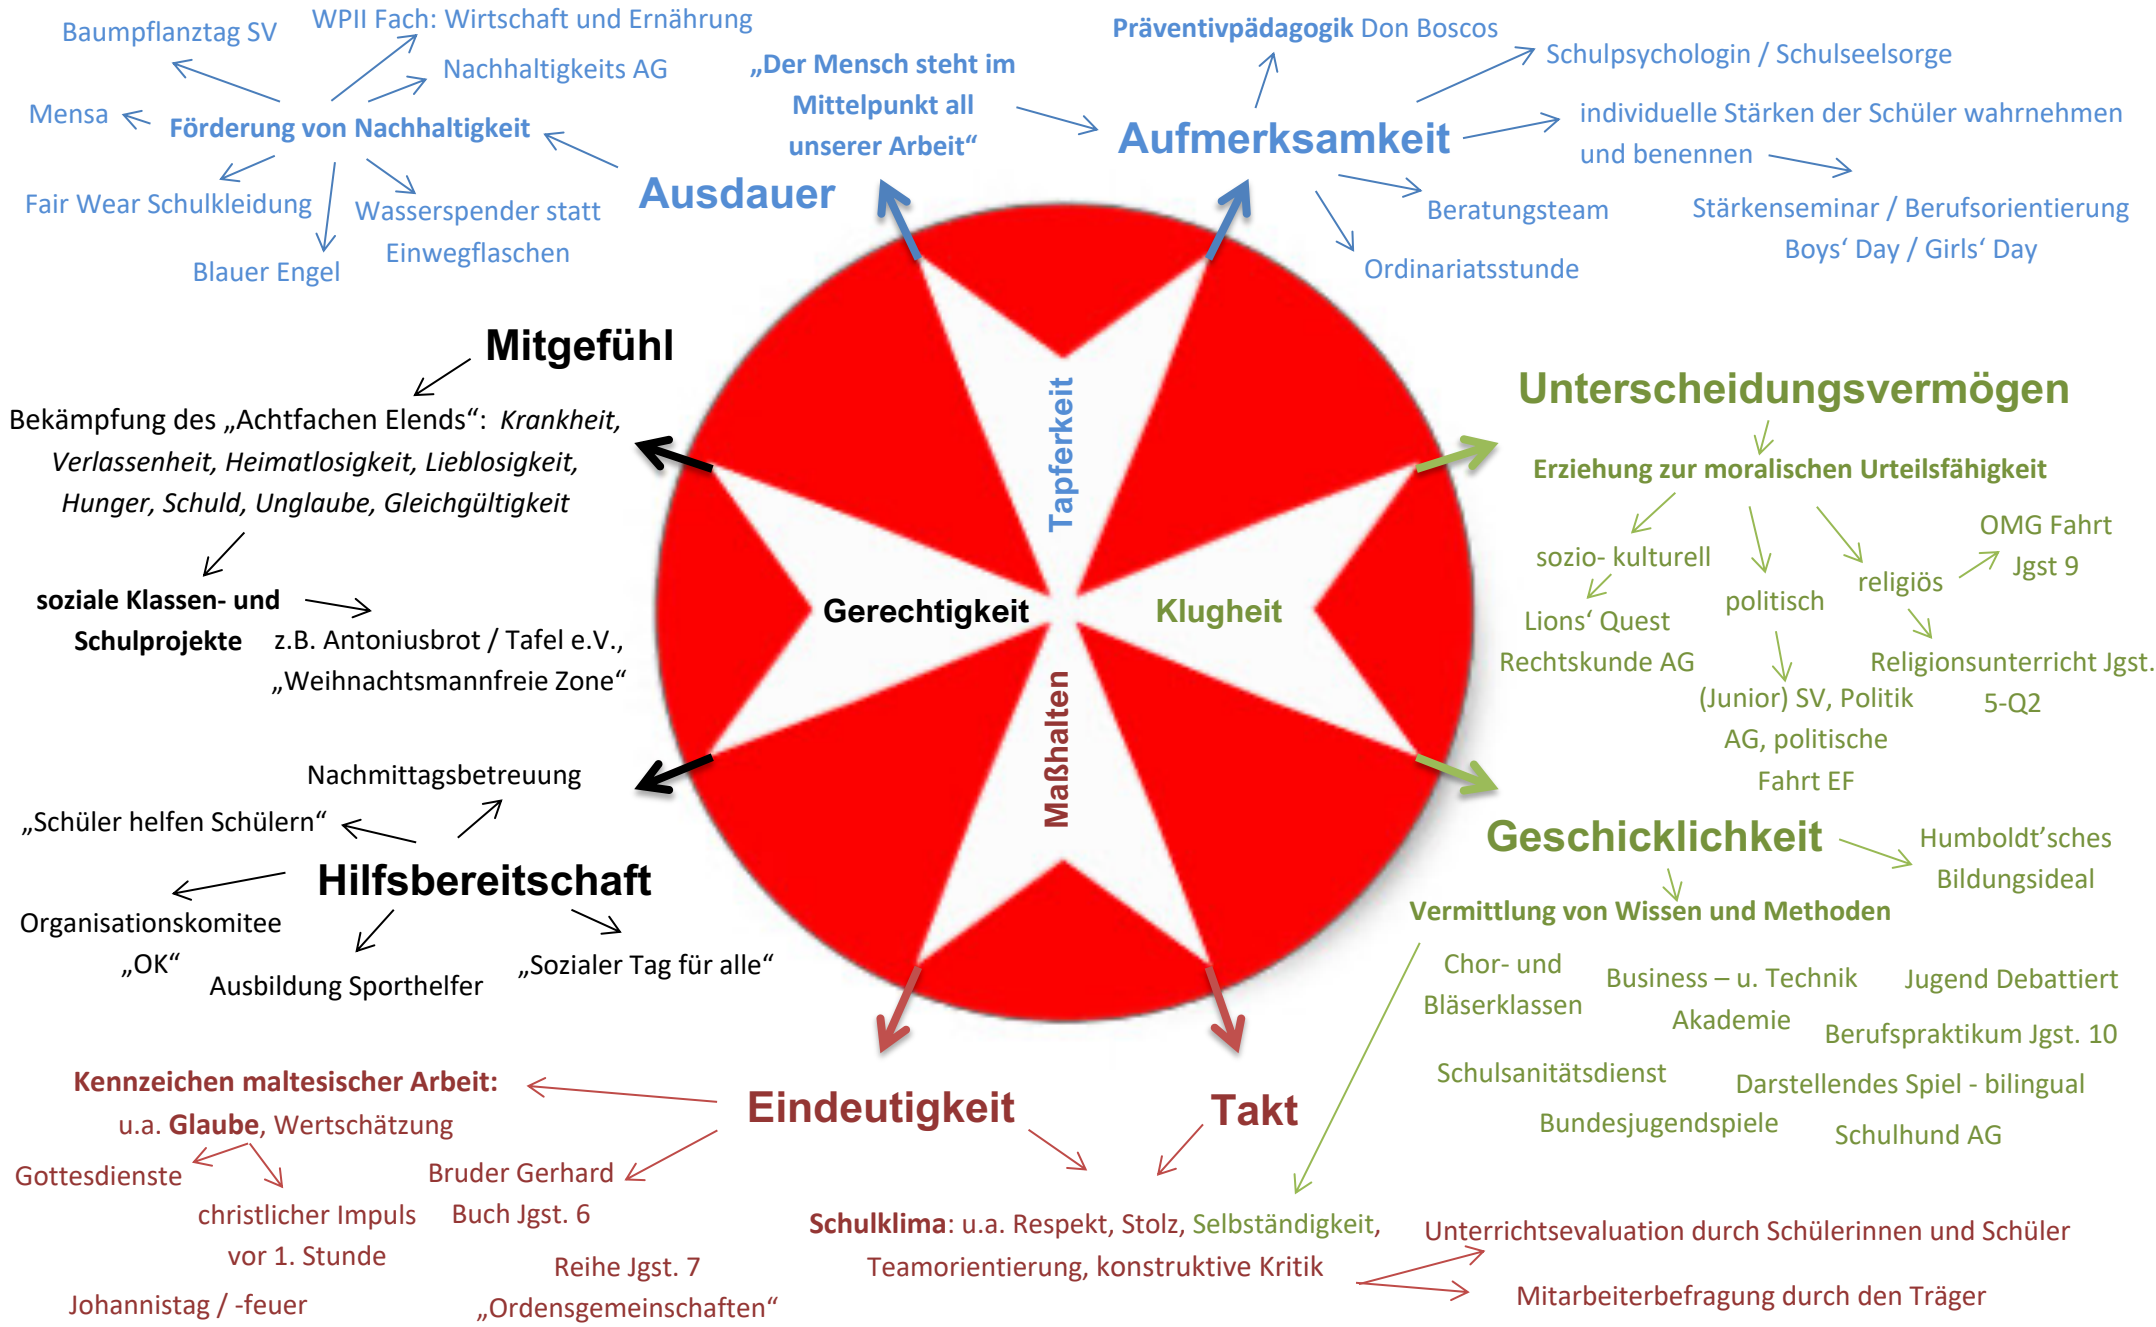 Baumpflanztag SV
WPII Fach: Wirtschaft und Ernährung
Nachhaltigkeits AG
Mensa
Förderung von Nachhaltigkeit
Fair Wear Schulkleidung
Wasserspender statt
Einwegflaschen
Blauer Engel
Ausdauer
„Der Mensch steht im
Mittelpunkt all
unserer Arbeit“
Präventivpädagogik Don Boscos
Aufmerksamkeit
Schulpsychologin / Schulseelsorge
individuelle Stärken der Schüler wahrnehmen
und benennen
Stärkenseminar / Berufsorientierung
Boys‘ Day / Girls‘ Day
Beratungsteam
Ordinariatsstunde
Mitgefühl
Bekämpfung des „Achtfachen Elends“: Krankheit,
Verlassenheit, Heimatlosigkeit, Lieblosigkeit,
Hunger, Schuld, Unglaube, Gleichgültigkeit
soziale Klassen- und
Schulprojekte
z.B. Antoniusbrot / Tafel e.V.,
„Weihnachtsmannfreie Zone“
Tapferkeit
Gerechtigkeit
Klugheit
Maßhalten
Unterscheidungsvermögen
Erziehung zur moralischen Urteilsfähigkeit
sozio- kulturell
Lions‘ Quest
Rechtskunde AG
politisch
(Junior) SV, Politik
AG, politische
Fahrt EF
religiös
OMG Fahrt
Jgst 9
Religionsunterricht Jgst.
5-Q2
Nachmittagsbetreuung
„Schüler helfen Schülern“
Hilfsbereitschaft
Organisationskomitee
„OK“
Ausbildung Sporthelfer
„Sozialer Tag für alle“
Geschicklichkeit
Humboldt’sches
Bildungsideal
Vermittlung von Wissen und Methoden
Chor- und
Bläserklassen
Business – u. Technik
Akademie
Jugend Debattiert
Berufspraktikum Jgst. 10
Schulsanitätsdienst
Darstellendes Spiel - bilingual
Bundesjugendspiele
Schulhund AG
Kennzeichen maltesischer Arbeit:
u.a. Glaube, Wertschätzung
Gottesdienste
christlicher Impuls
vor 1. Stunde
Johannistag / -feuer
Eindeutigkeit
Bruder Gerhard
Buch Jgst. 6
Reihe Jgst. 7
„Ordensgemeinschaften“
Takt
Schulklima: u.a. Respekt, Stolz, Selbständigkeit,
Teamorientierung, konstruktive Kritik
Unterrichtsevaluation durch Schülerinnen und Schüler
Mitarbeiterbefragung durch den Träger